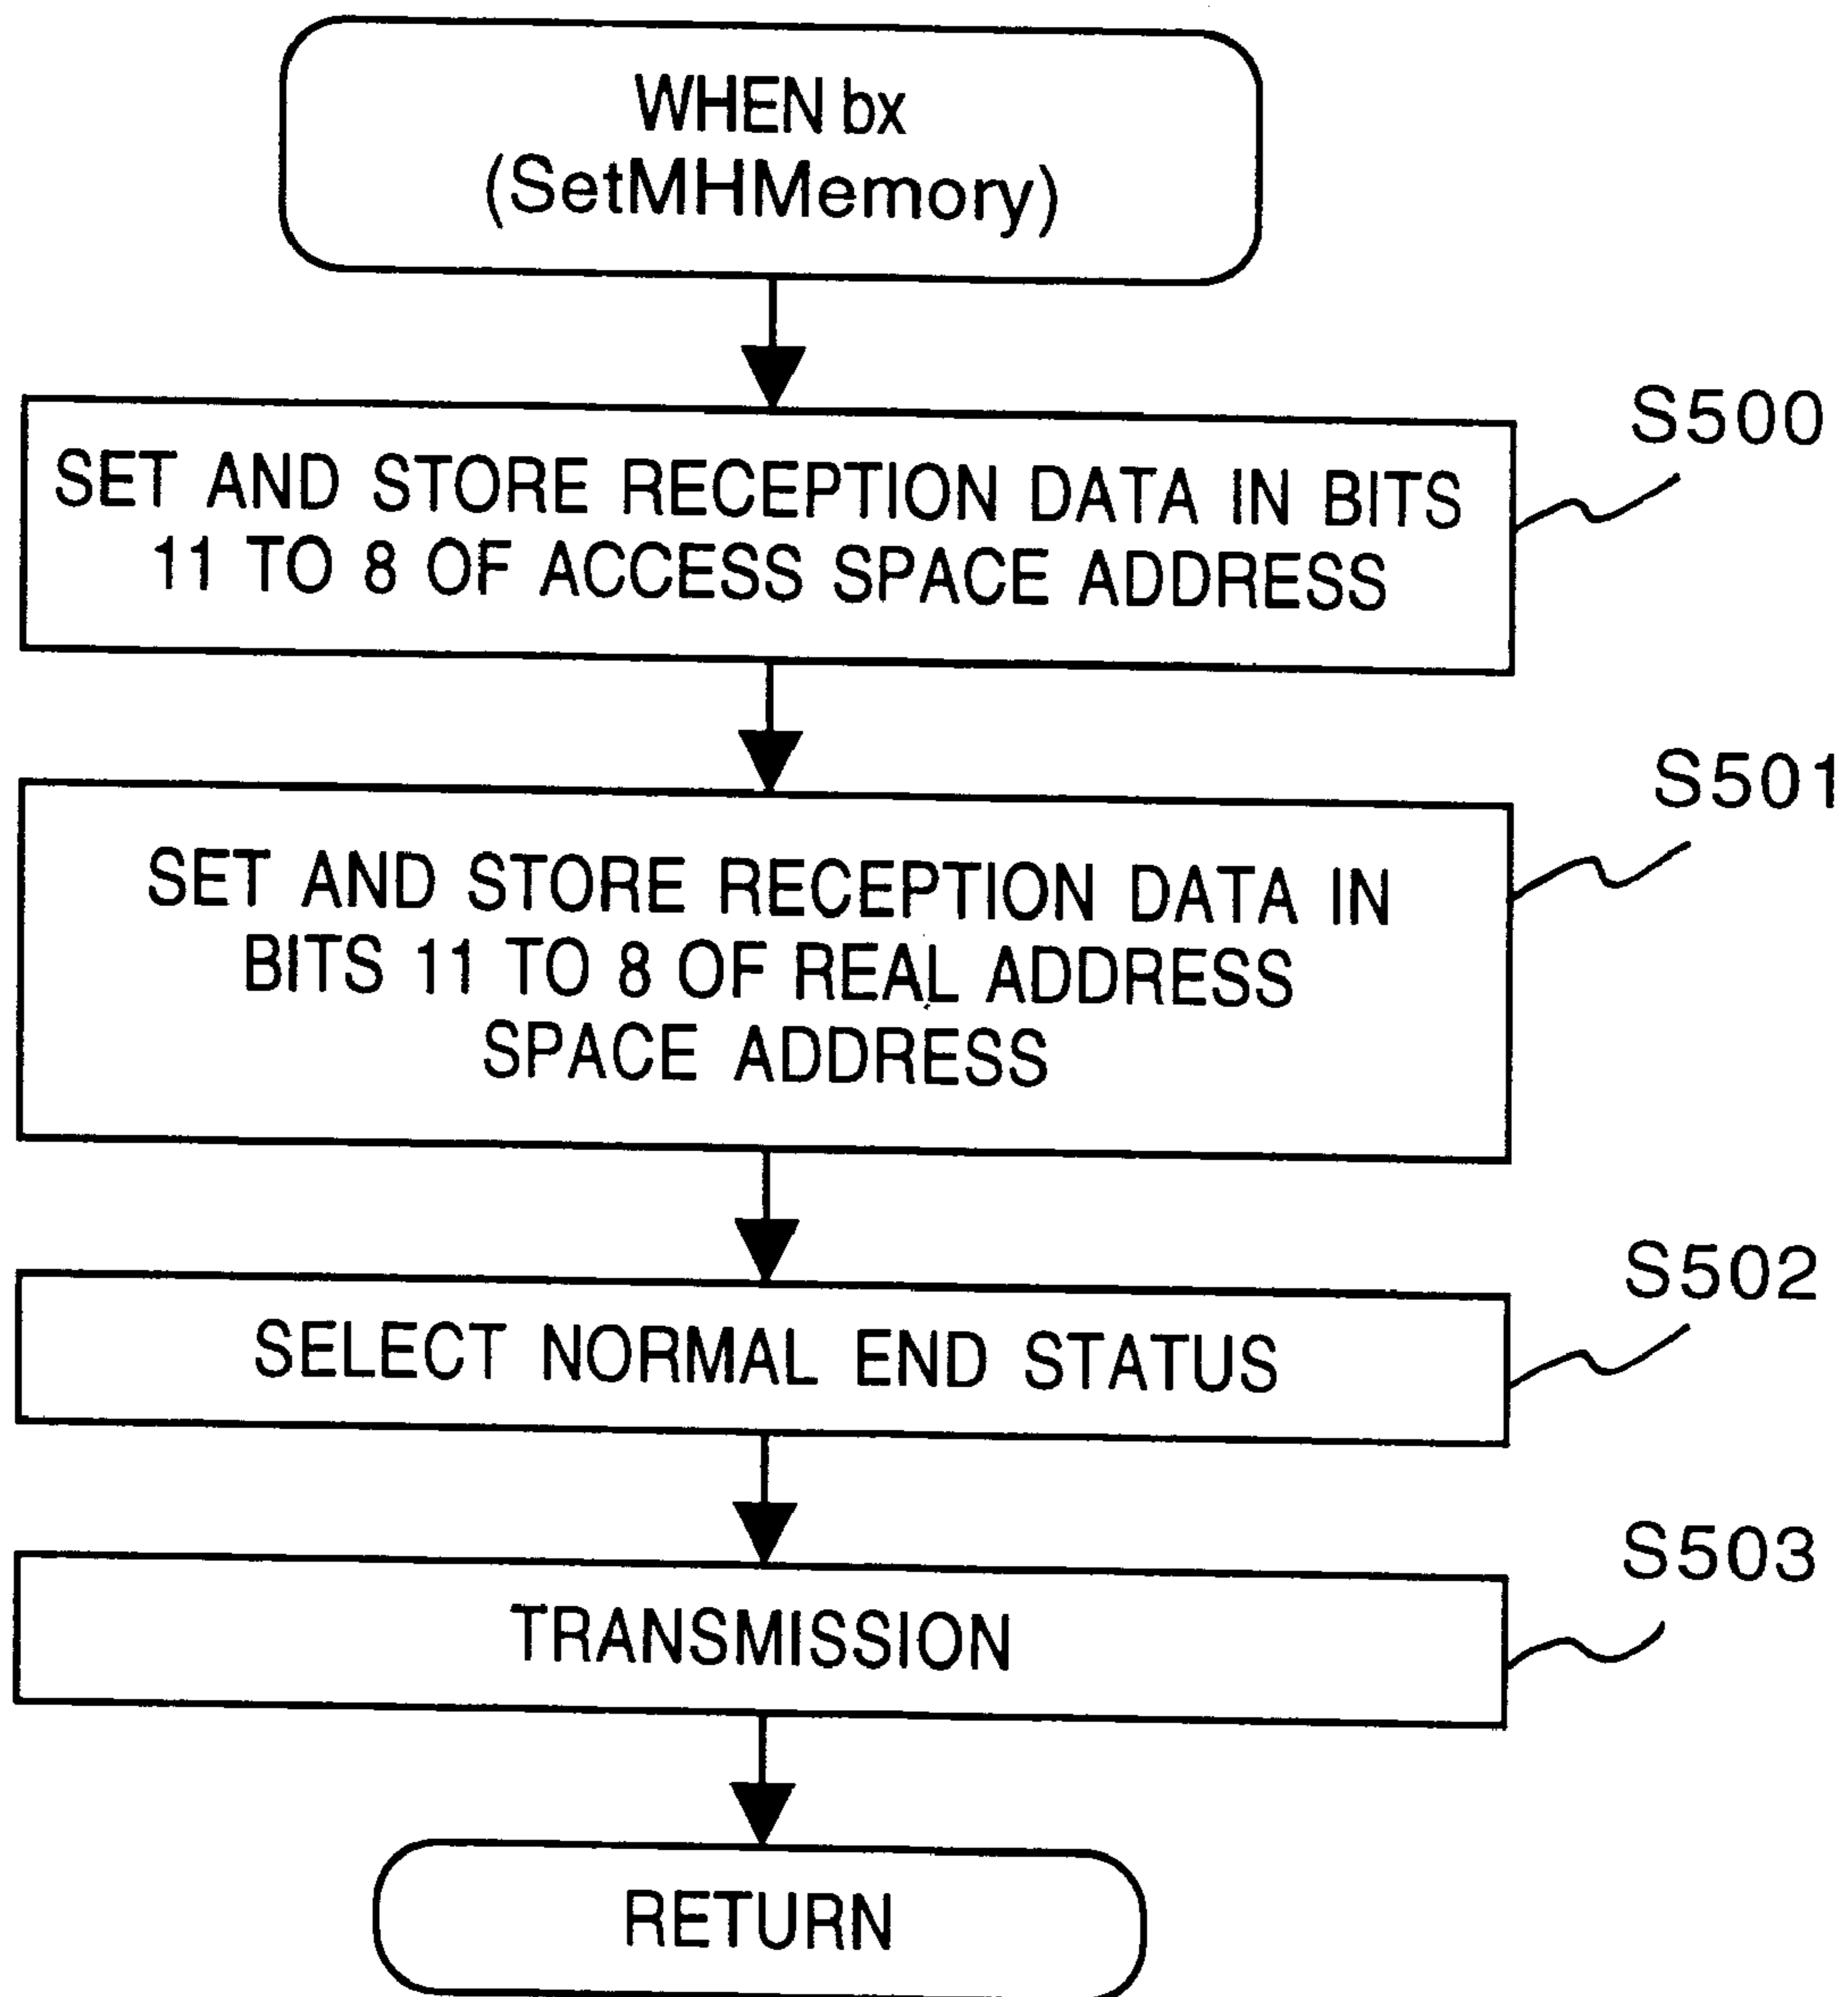 WHEN bx
(SetMHMemory)
S500
SET AND STORE RECEPTION DATA IN BITS
11 TO 8 OF ACCESS SPACE ADDRESS
S501
SET AND STORE RECEPTION DATA IN
BITS 11 TO 8 OF REAL ADDRESS
SPACE ADDRESS
S502
SELECT NORMAL END STATUS
S503
TRANSMISSION
RETURN